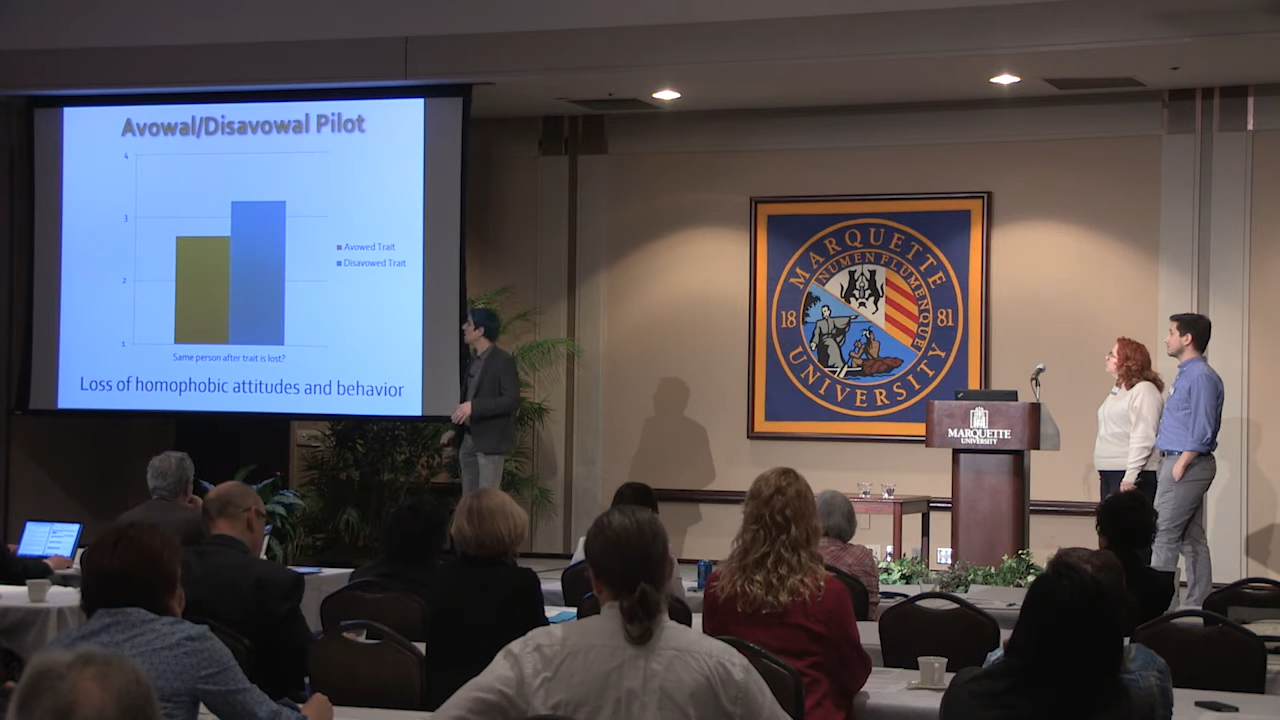 Avowal/Disavowal Pilot
4
3
2
1
Avowed Trait
Disavowed Trait
Same person after trait is lost?
Loss of homophobic attitudes and behavior
MARQUETTE
NUMEN FLUMENQUE
18 81
UNIVERSITY
MARQUETTE
UNIVERSITY